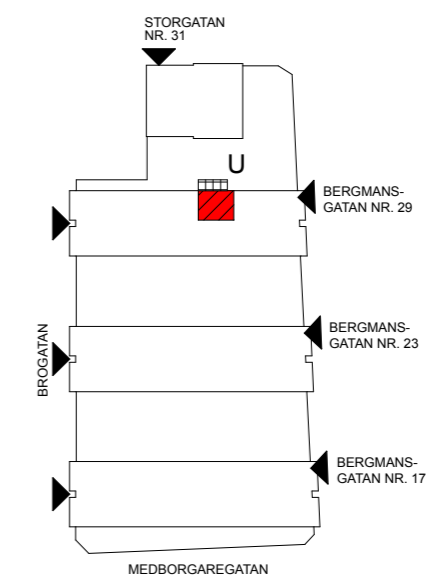 STORGATAN
NR. 31
U
BERGMANS-
GATAN NR. 29
BROGATAN
BERGMANS-
GATAN NR. 23
BERGMANS-
GATAN NR. 17
MEDBORGAREGATAN